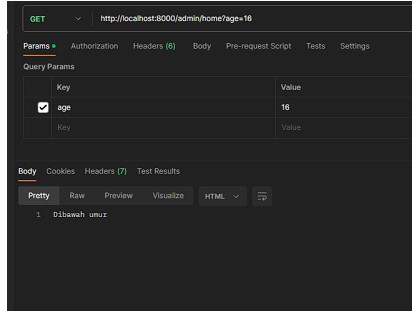 GET http://localhost:8000/admin/home?age=16
Params Authorization Headers (6) Body Pre-request Script Tests Settings
Query Params
Key Value
age 16
Key Value
Body Cookies Headers (7) Test Results
Pretty Raw Preview Visualize HTML
1 Dibawah umur